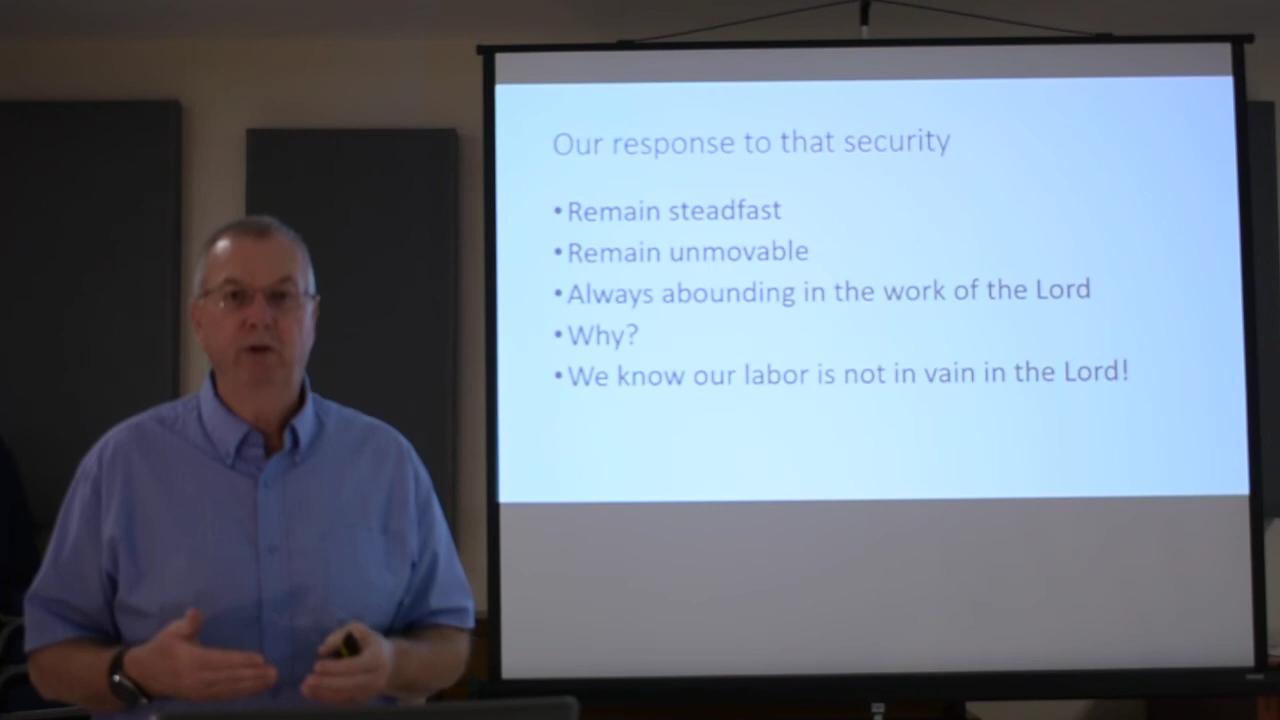 Our response to that security
•Remain steadfast
•Remain unmovable
•Always abounding in the work of the Lord
•Why?
•We know our labor is not in vain in the Lord!